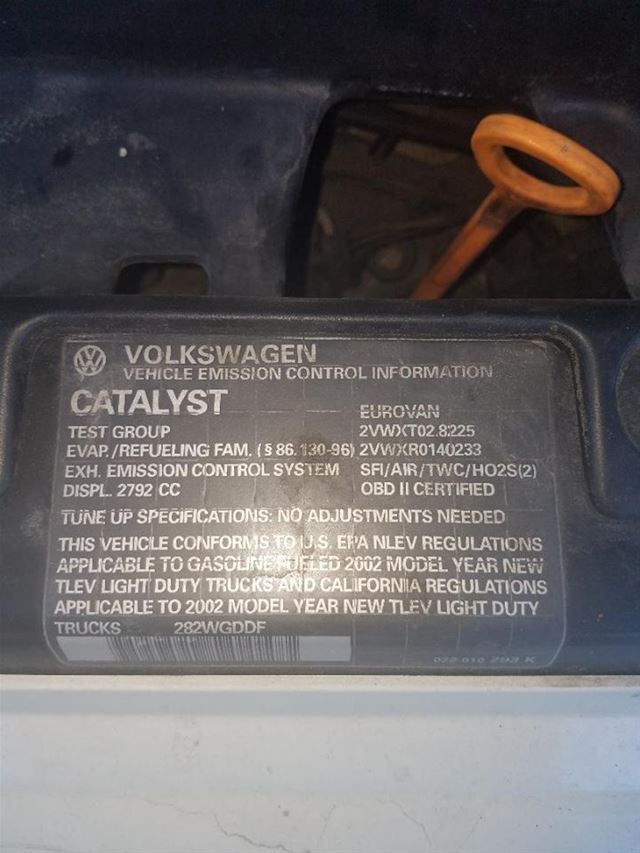 VOLKSWAGEN
VEHICLE EMISSION CONTROL INFORMATION
CATALYST EUROVAN
TEST GROUP 2VWXT02.8225
EVAP./REFUELING FAM. (§ 86.130-96) 2VWXR0140233
EXH. EMISSION CONTROL SYSTEM SFI/AIR/TWC/HO2S(2)
DISPL. 2792 CC OBD II CERTIFIED
TUNE UP SPECIFICATIONS: NO ADJUSTMENTS NEEDED
THIS VEHICLE CONFORMS TO U.S. EPA NLEV REGULATIONS
APPLICABLE TO GASOLINE FUELED 2002 MODEL YEAR NEW
TLEV LIGHT DUTY TRUCKS AND CALIFORNIA REGULATIONS
APPLICABLE TO 2002 MODEL YEAR NEW TLEV LIGHT DUTY
TRUCKS 282WGDDF
022 010 293 K